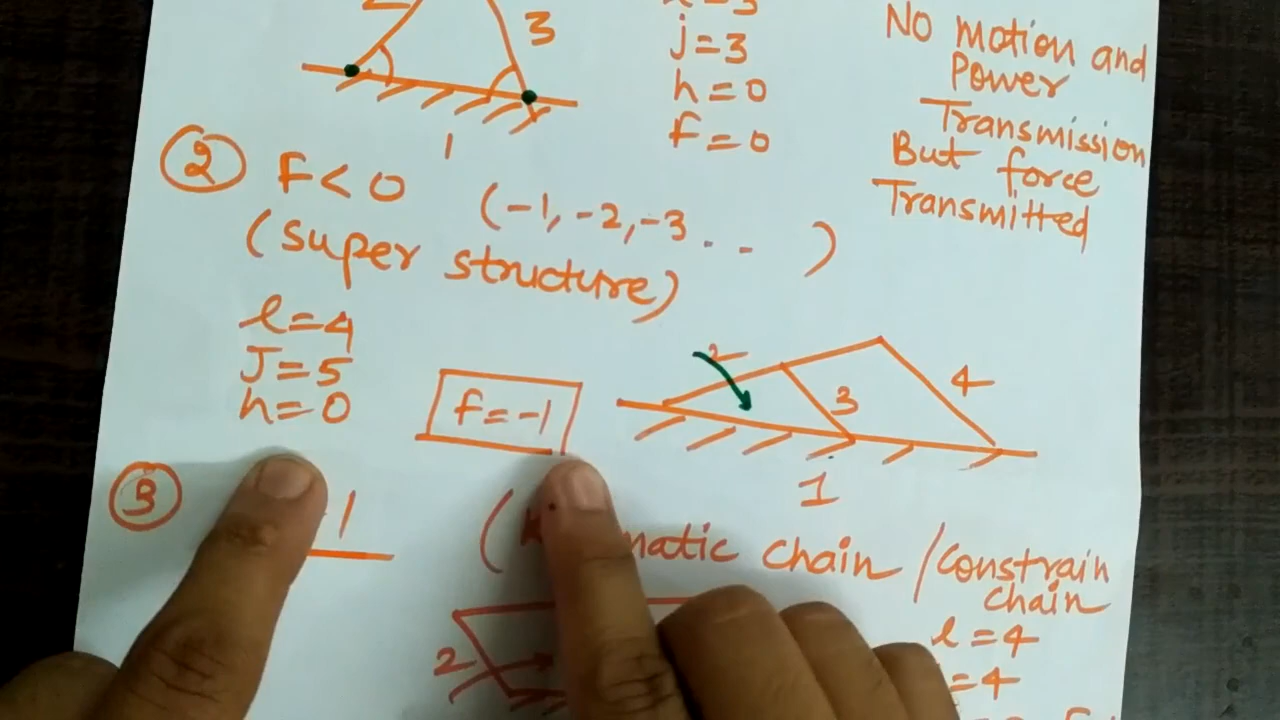 3
j=3
h=0
F=0
1
No motion and
Power
Transmission
But force
Transmitted
2 F<0 (-1,-2,-3... )
(super structure)
l=4
J=5
h=0
f=-1
3
4
1
3
1
matic chain / constrain
chain
2
l=4
=4